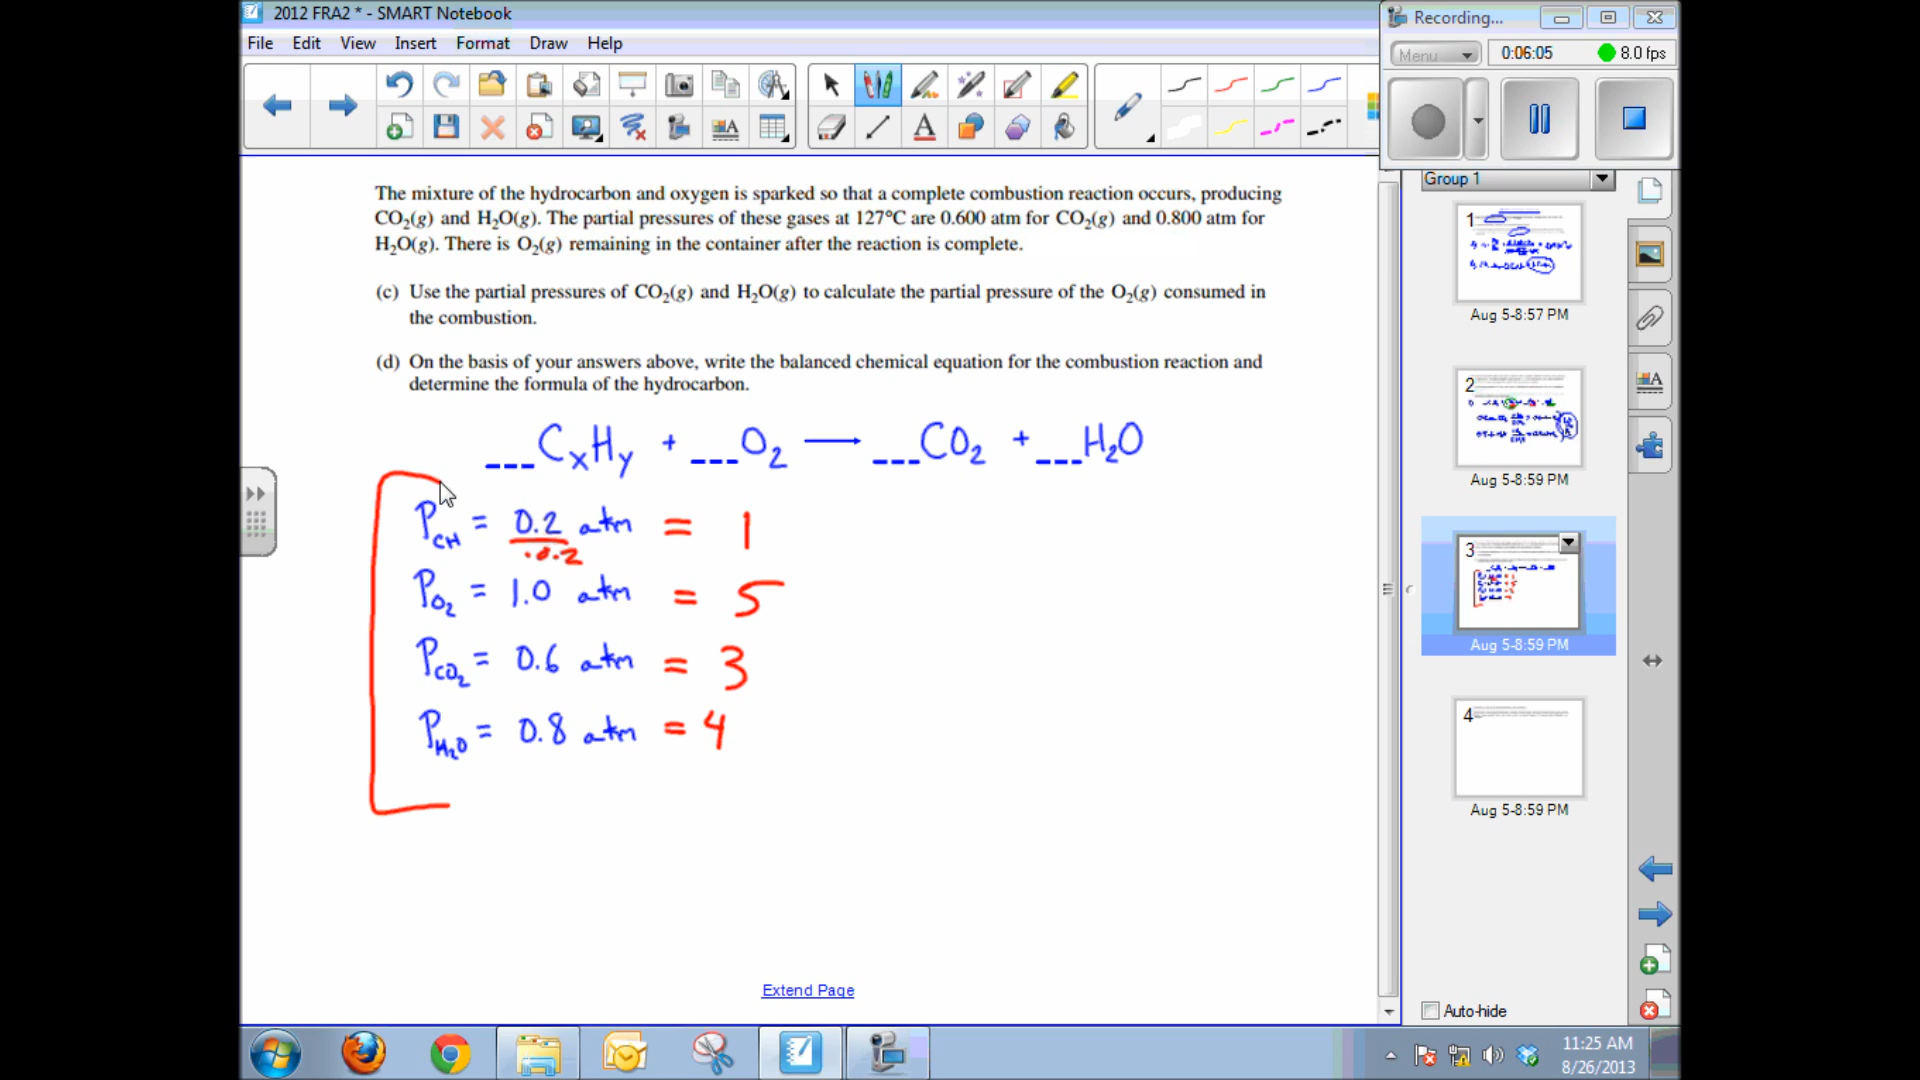 2012 FRA2 * - SMART Notebook
File Edit View Insert Format Draw Help
Recording...
Menu 0:06:05 8.0 fps
The mixture of the hydrocarbon and oxygen is sparked so that a complete combustion reaction occurs, producing
CO₂(g) and H₂O(g). The partial pressures of these gases at 127°C are 0.600 atm for CO₂(g) and 0.800 atm for
H₂O(g). There is O₂(g) remaining in the container after the reaction is complete.
(c) Use the partial pressures of CO₂(g) and H₂O(g) to calculate the partial pressure of the O₂(g) consumed in
the combustion.
(d) On the basis of your answers above, write the balanced chemical equation for the combustion reaction and
determine the formula of the hydrocarbon.
___CxHy + ___O₂ ⟶ ___CO₂ + ___H₂O
P_CH = 0.2 atm = 1
.0.2
P_O₂ = 1.0 atm = 5
P_CO₂ = 0.6 atm = 3
P_H₂O = 0.8 atm = 4
Extend Page
Group 1
1
Aug 5-8:57 PM
2
Aug 5-8:59 PM
3
Aug 5-8:59 PM
4
Aug 5-8:59 PM
Auto-hide
11:25 AM
8/26/2013